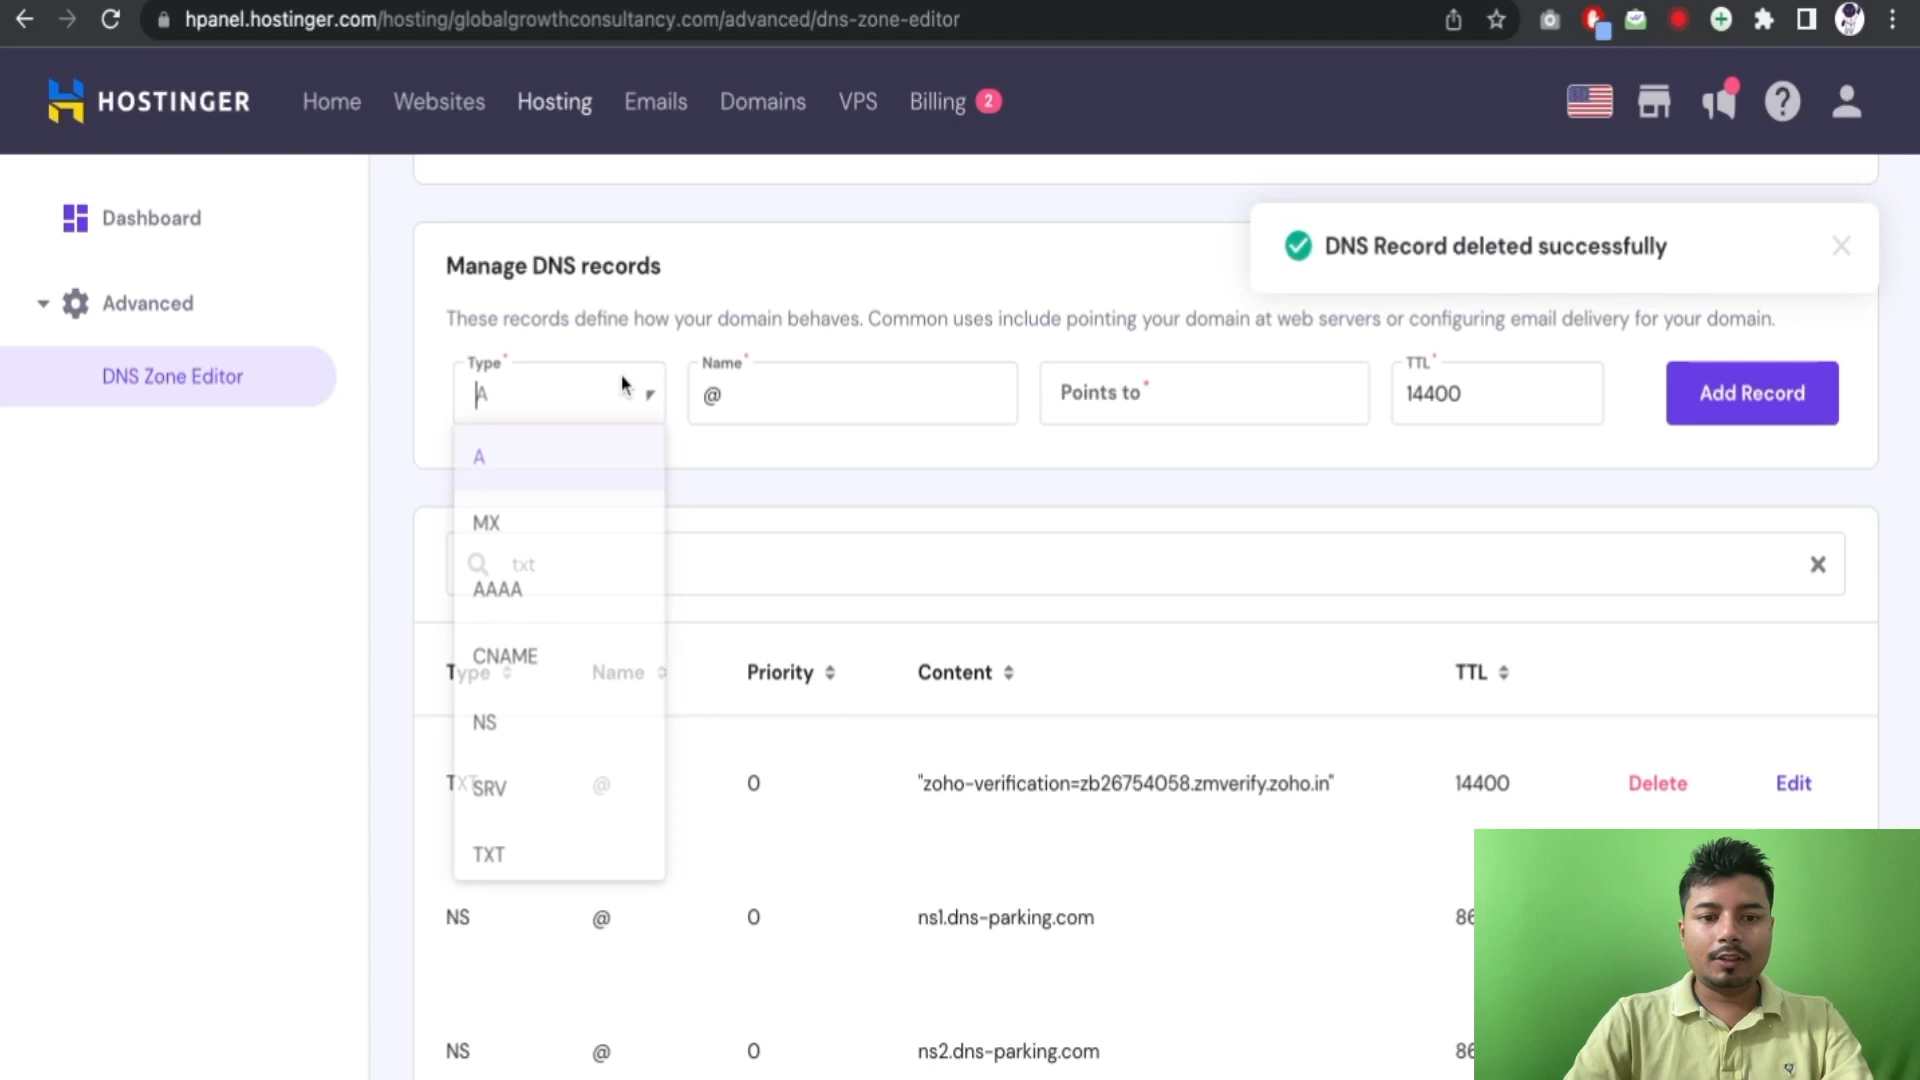 hpanel.hostinger.com/hosting/globalgrowthconsultancy.com/advanced/dns-zone-editor
HOSTINGER
Home
Websites
Hosting
Emails
Domains
VPS
Billing
2
Dashboard
Advanced
DNS Zone Editor
DNS Record deleted successfully
Manage DNS records
These records define how your domain behaves. Common uses include pointing your domain at web servers or configuring email delivery for your domain.
Type*
A
Name*
@
Points to*
TTL*
14400
Add Record
A
MX
AAAA
CNAME
NS
SRV
TXT
txt
Type
Name
Priority
Content
TTL
TXT
@
0
"zoho-verification=zb26754058.zmverify.zoho.in"
14400
Delete
Edit
NS
@
0
ns1.dns-parking.com
86
NS
@
0
ns2.dns-parking.com
86